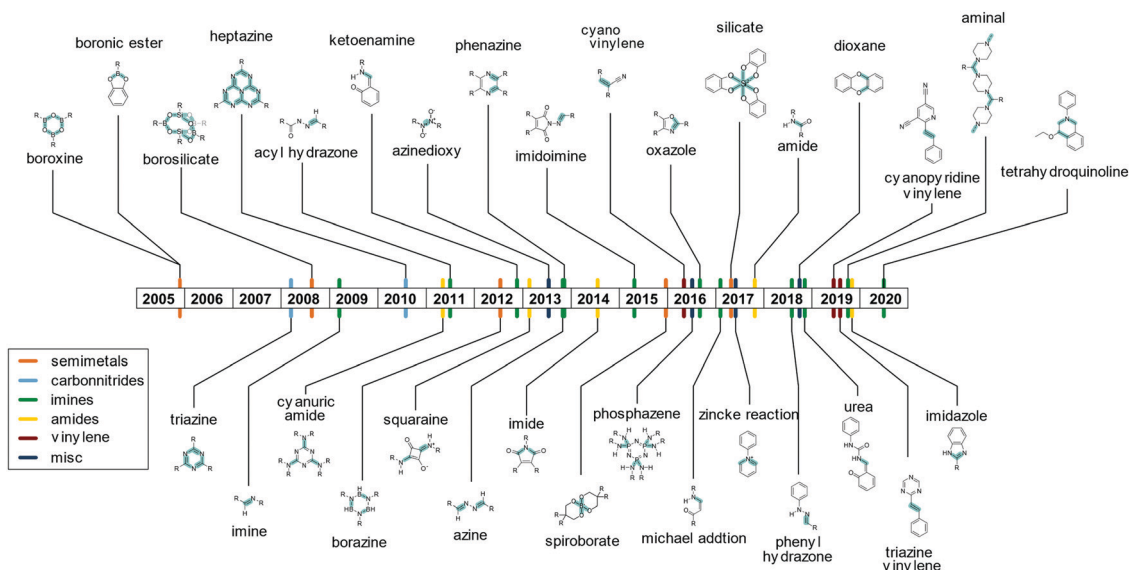 boronic ester
heptazine
ketoenamine
phenazine
cyano
vinylene
silicate
dioxane
aminal
boroxine
borosilicate
acyl hydrazone
azinedioxy
imidoimine
oxazole
amide
cyanopyridine
vinylene
tetrahydroquinoline
2005 2006 2007 2008 2009 2010 2011 2012 2013 2014 2015 2016 2017 2018 2019 2020
semimetals
carbonnitrides
imines
amides
vinylene
misc
triazine
cyanuric
amide
squaraine
imide
phosphazene
zincke reaction
urea
imidazole
imine
borazine
azine
spiroborate
michael addtion
phenyl
hydrazone
triazine
vinylene